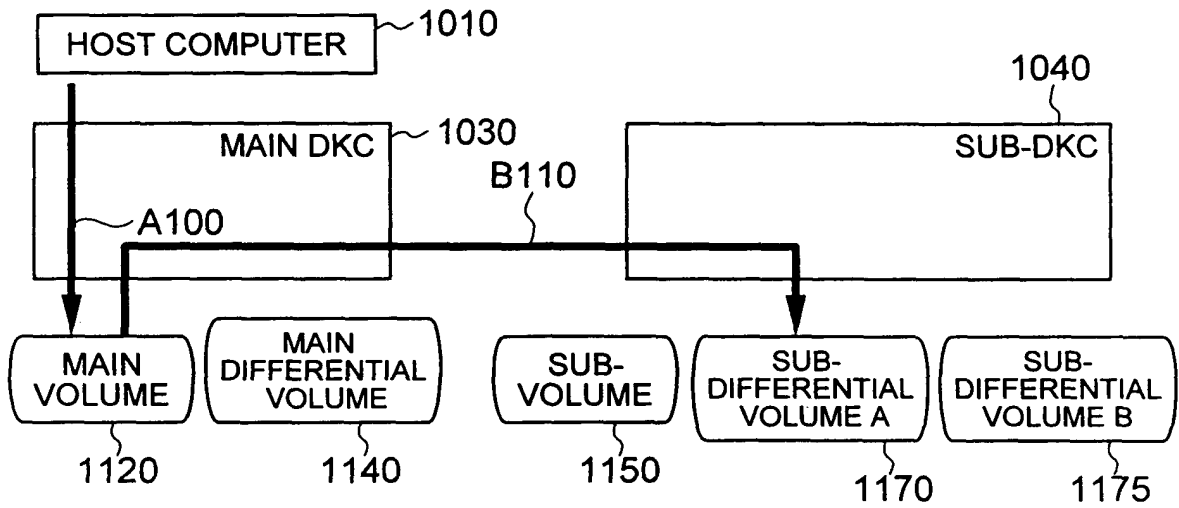 HOST COMPUTER
1010
1040
MAIN DKC
1030
SUB-DKC
B110
A100
MAIN
VOLUME
MAIN
DIFFERENTIAL
VOLUME
SUB-
VOLUME
SUB-
DIFFERENTIAL
VOLUME A
SUB-
DIFFERENTIAL
VOLUME B
1120
1140
1150
1170
1175